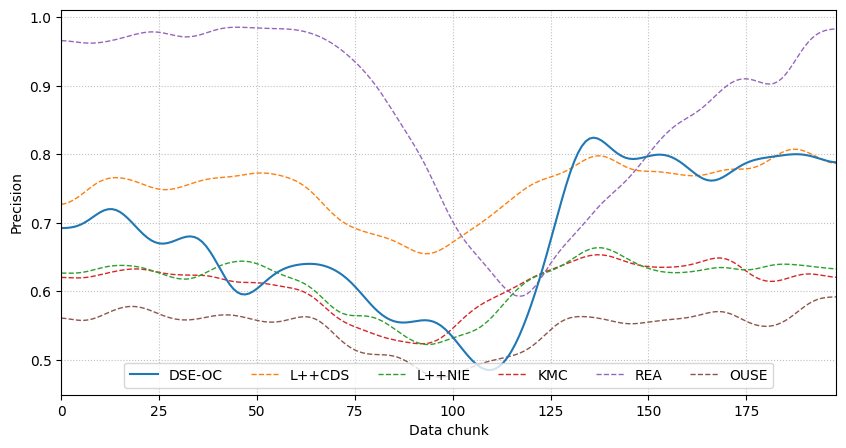 1.0
0.9
0.8
0.7
0.6
0.5
Precision
DSE-OC L++CDS L++NIE KMC REA OUSE
0 25 50 75 100 125 150 175
Data chunk